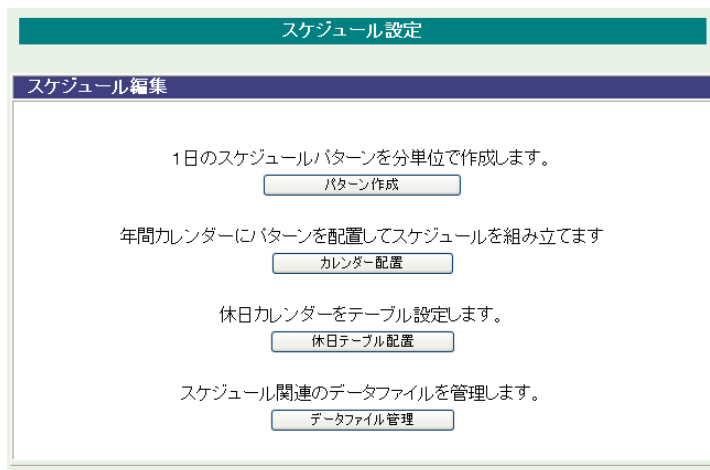 スケジュール設定
スケジュール編集
1日のスケジュールパターンを分単位で作成します。
パターン作成
年間カレンダーにパターンを配置してスケジュールを組み立てます
カレンダー配置
休日カレンダーをテーブル設定します。
休日テーブル配置
スケジュール関連のデータファイルを管理します。
データファイル管理